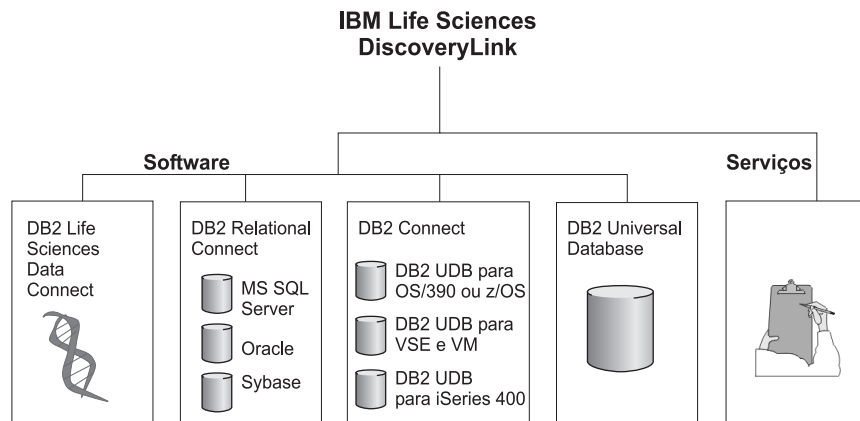 IBM Life Sciences
DiscoveryLink
Software
Serviços
DB2 Life
Sciences
Data
Connect
DB2 Relational
Connect
MS SQL
Server
Oracle
Sybase
DB2 Connect
DB2 UDB para
OS/390 ou z/OS
DB2 UDB para
VSE e VM
DB2 UDB
para iSeries 400
DB2 Universal
Database